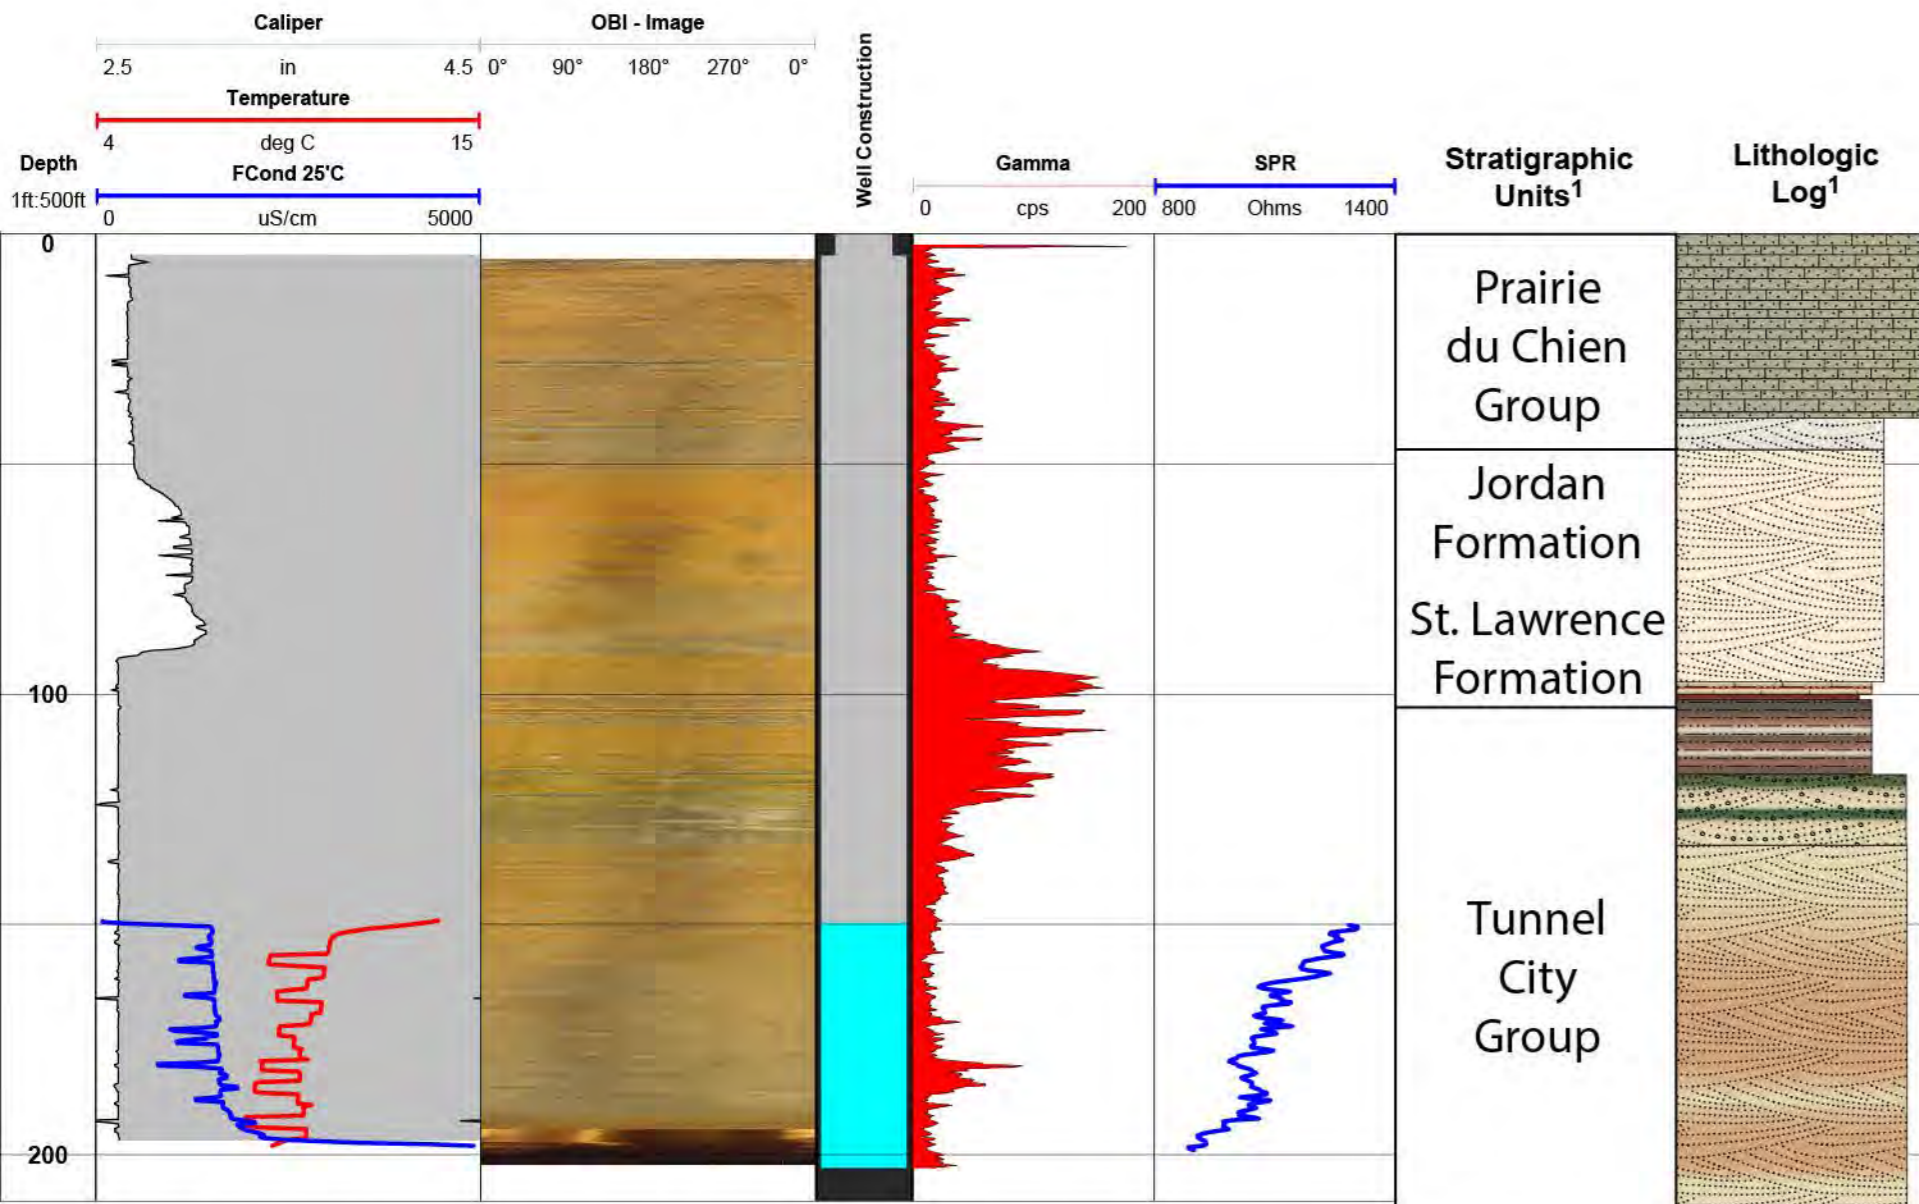 Caliper
2.5 in 4.5
Temperature
4 deg C 15
FCond 25'C
0 uS/cm 5000
Depth
1ft:500ft
OBI - Image
0° 90° 180° 270° 0°
Well Construction
Gamma
0 cps 200
SPR
800 Ohms 1400
Stratigraphic
Units1
Lithologic
Log1
0
100
200
Prairie
du Chien
Group
Jordan
Formation
St. Lawrence
Formation
Tunnel
City
Group